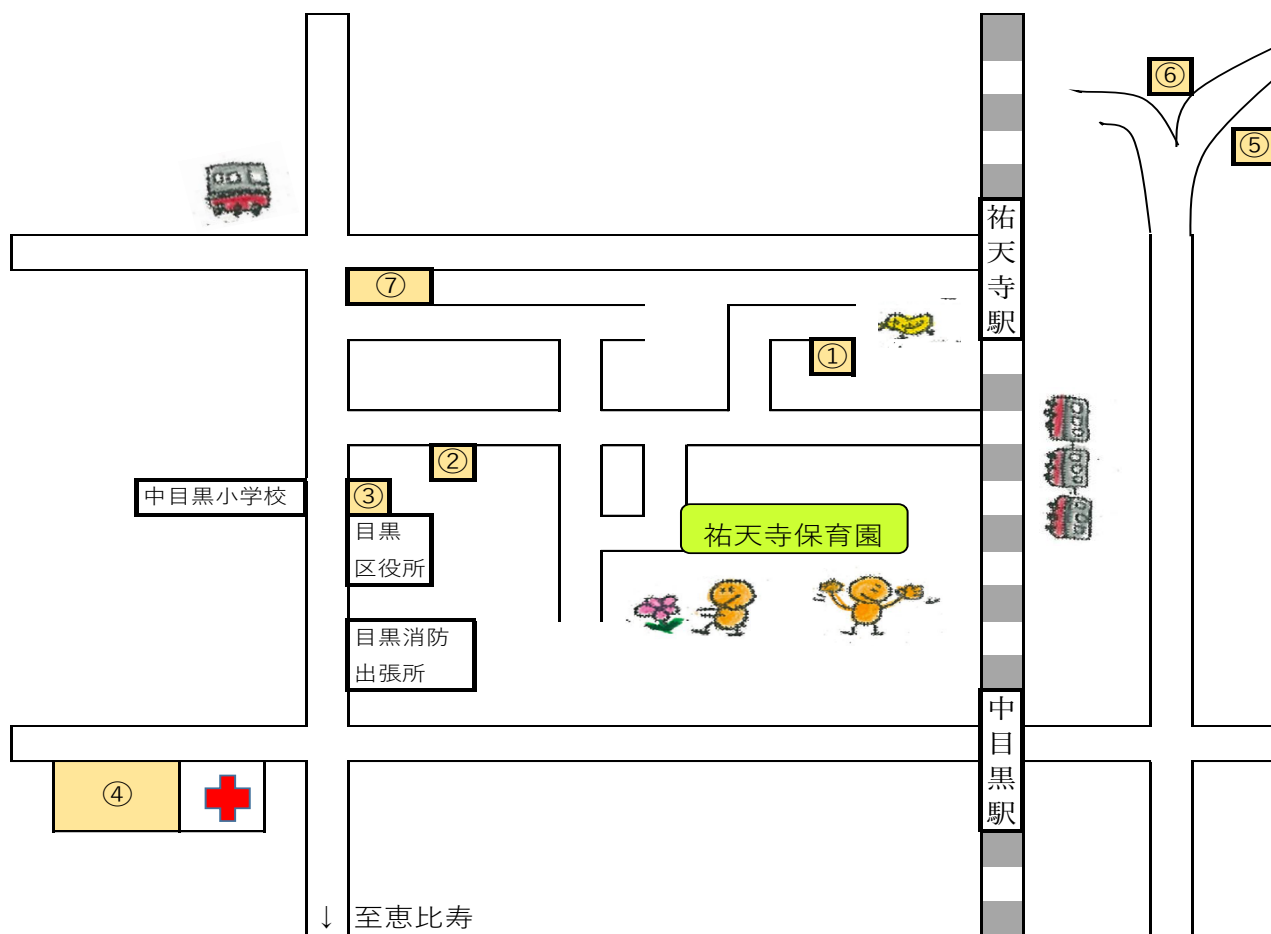 ⑥
⑤
祐天寺駅
⑦
①
②
中目黒小学校
③
目黒
区役所
祐天寺保育園
目黒消防
出張所
中目黒駅
④
↓ 至恵比寿